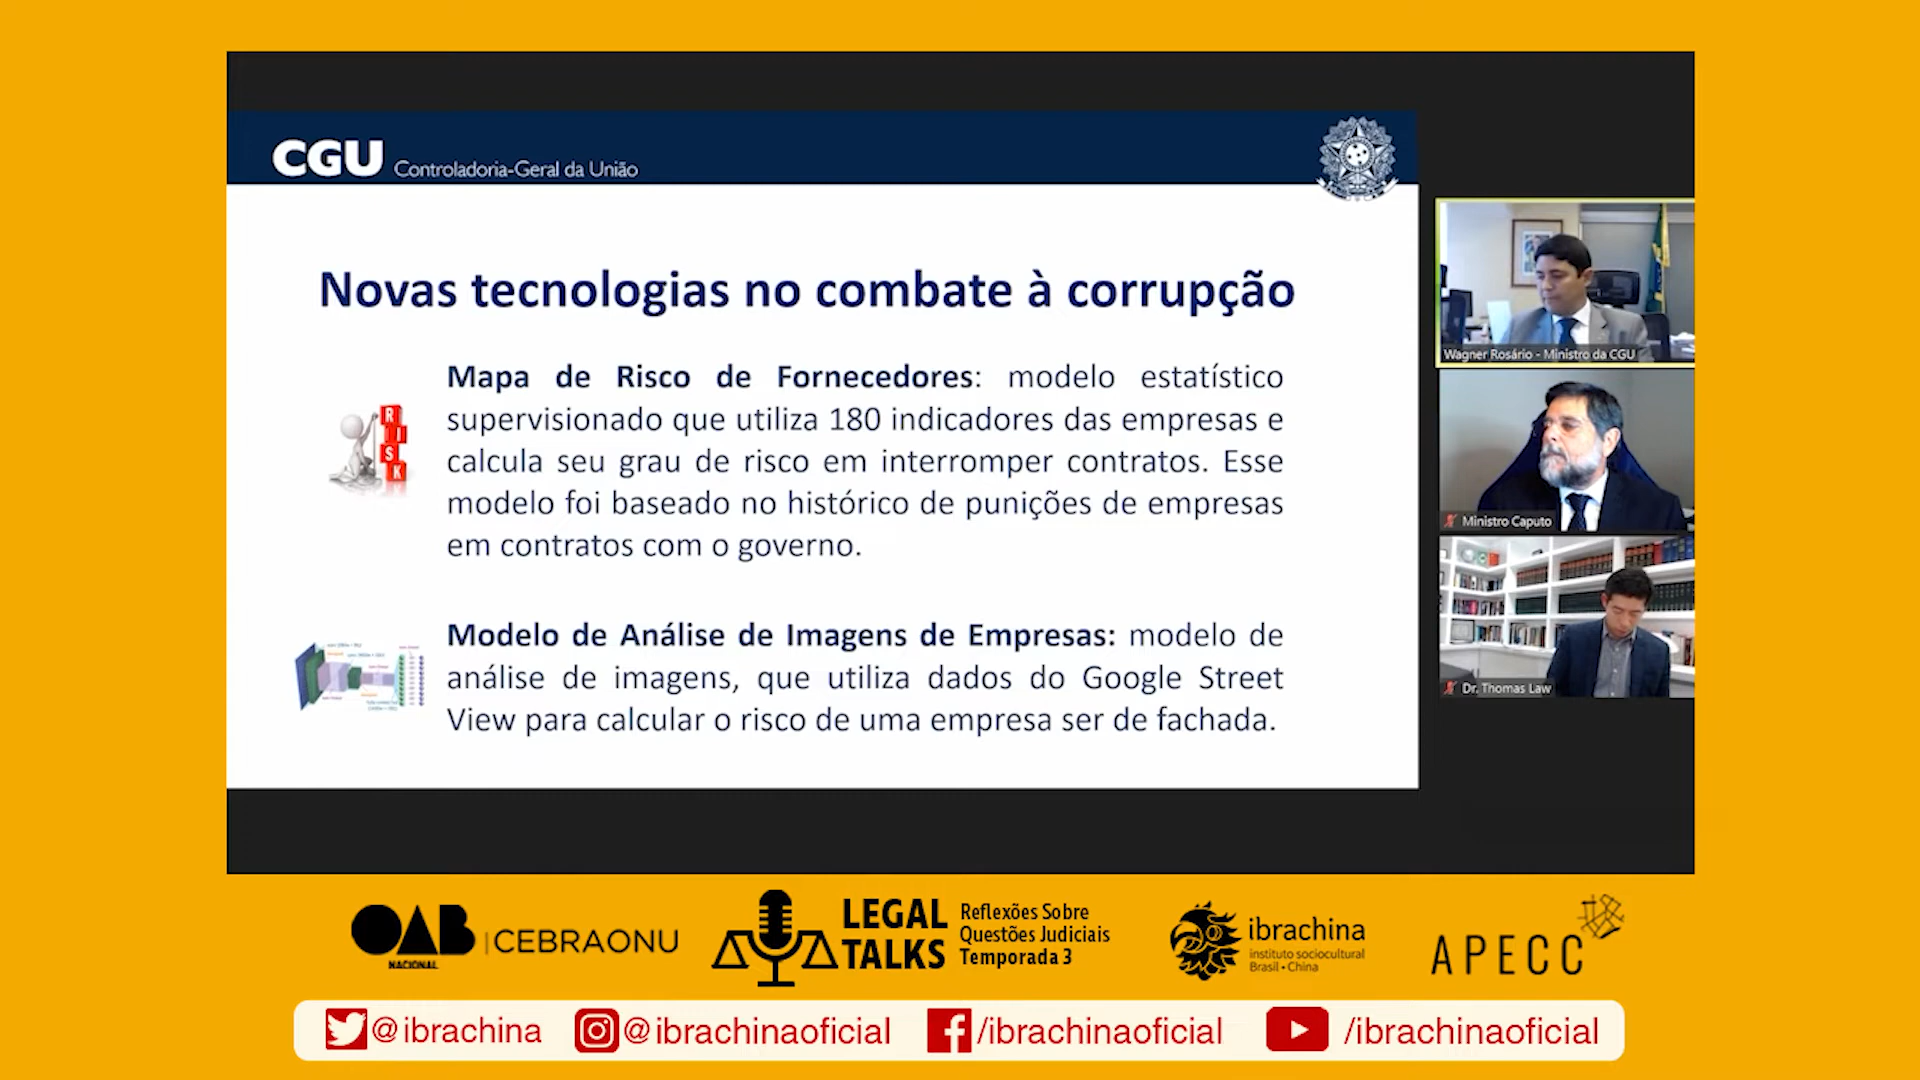 CGU Controladoria-Geral da União
Novas tecnologias no combate à corrupção
R
I
S
K
Mapa de Risco de Fornecedores: modelo estatístico
supervisionado que utiliza 180 indicadores das empresas e
calcula seu grau de risco em interromper contratos. Esse
modelo foi baseado no histórico de punições de empresas
em contratos com o governo.
Modelo de Análise de Imagens de Empresas: modelo de
análise de imagens, que utiliza dados do Google Street
View para calcular o risco de uma empresa ser de fachada.
Wagner Rosário - Ministro da CGU
Ministro Caputo
Dr. Thomas Law
OAB
NACIONAL
CEBRAONU
LEGAL
TALKS
Reflexões Sobre
Questões Judiciais
Temporada 3
ibrachina
instituto sociocultural
Brasil • China
APECC
@ibrachina
@ibrachinaoficial
/ibrachinaoficial
/ibrachinaoficial